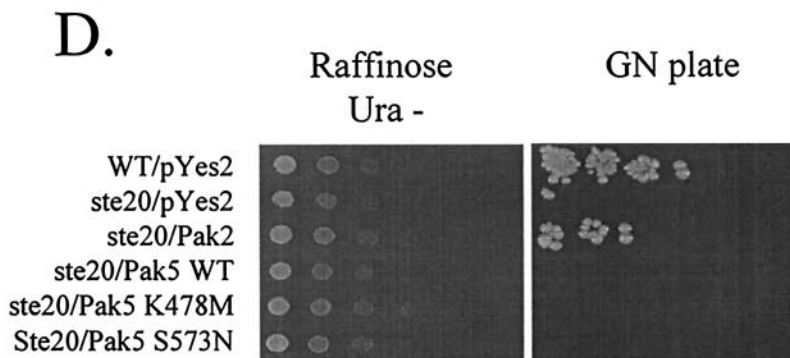 D.
Raffinose
Ura -
GN plate
WT/pYes2
ste20/pYes2
ste20/Pak2
ste20/Pak5 WT
ste20/Pak5 K478M
Ste20/Pak5 S573N